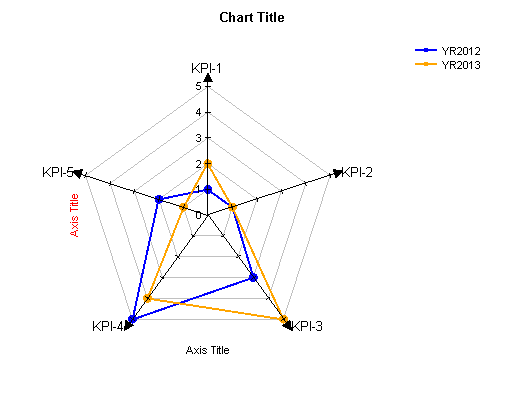 Chart Title
YR2012
YR2013
KPI-1
5
4
3
2
1
0
KPI-5
KPI-2
Axis Title
KPI-4
KPI-3
Axis Title